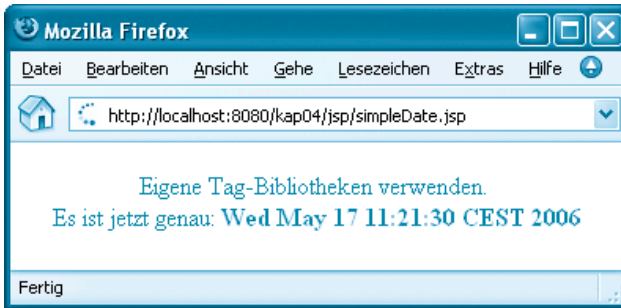 Mozilla Firefox
Datei Bearbeiten Ansicht Gehe Lesezeichen Extras Hilfe
http://localhost:8080/kap04/jsp/simpleDate.jsp
Eigene Tag-Bibliotheken verwenden.
Es ist jetzt genau: Wed May 17 11:21:30 CEST 2006
Fertig